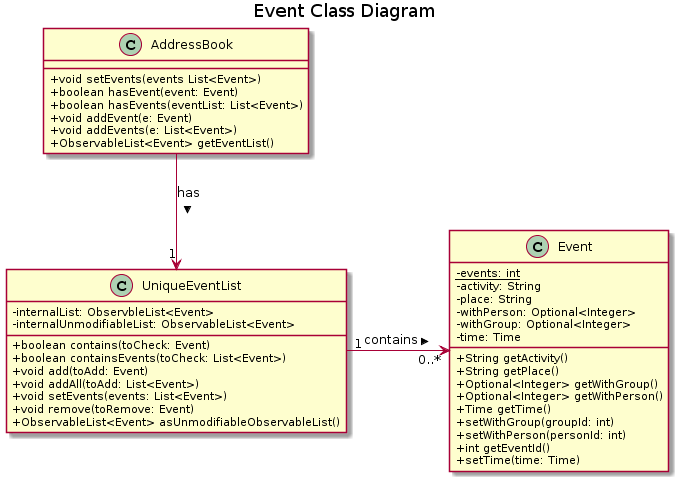 Event Class Diagram
C AddressBook
+void setEvents(events List<Event>)
+boolean hasEvent(event: Event)
+boolean hasEvents(eventList: List<Event>)
+void addEvent(e: Event)
+void addEvents(e: List<Event>)
+ObservableList<Event> getEventList()
has
1
C UniqueEventList
-internalList: ObservbleList<Event>
-internalUnmodifiableList: ObservableList<Event>
+boolean contains(toCheck: Event)
+boolean containsEvents(toCheck: List<Event>)
+void add(toAdd: Event)
+void addAll(toAdd: List<Event>)
+void setEvents(events: List<Event>)
+void remove(toRemove: Event)
+ObservableList<Event> asUnmodifiableObservableList()
1 contains
0..*
C Event
-events: int
-activity: String
-place: String
-withPerson: Optional<Integer>
-withGroup: Optional<Integer>
-time: Time
+String getActivity()
+String getPlace()
+Optional<Integer> getWithGroup()
+Optional<Integer> getWithPerson()
+Time getTime()
+setWithGroup(groupId: int)
+setWithPerson(personId: int)
+int getEventId()
+setTime(time: Time)